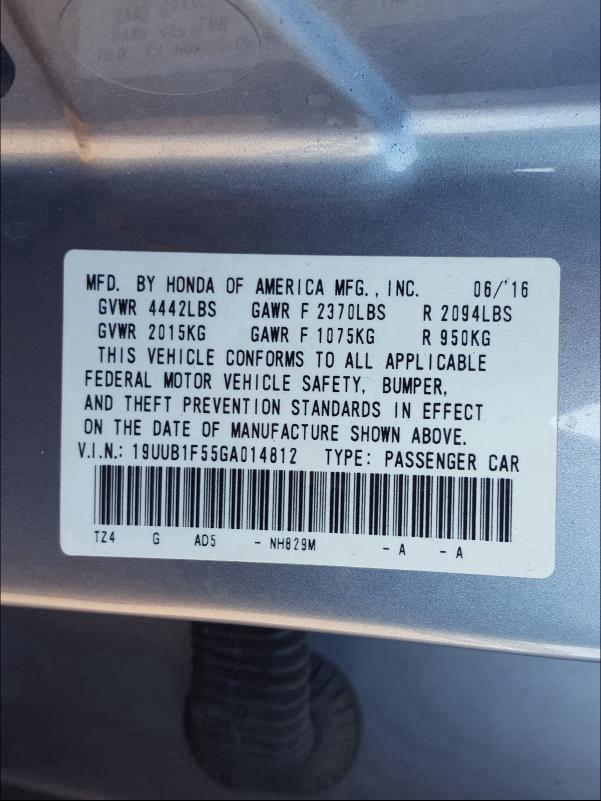 MFD. BY HONDA OF AMERICA MFG., INC. 06/'16
GVWR 4442LBS GAWR F 2370LBS R 2094LBS
GVWR 2015KG GAWR F 1075KG R 950KG
THIS VEHICLE CONFORMS TO ALL APPLICABLE
FEDERAL MOTOR VEHICLE SAFETY, BUMPER,
AND THEFT PREVENTION STANDARDS IN EFFECT
ON THE DATE OF MANUFACTURE SHOWN ABOVE.
V.I.N.: 19UUB1F55GA014812 TYPE: PASSENGER CAR
TZ4 G AD5 - NH829M - A - A